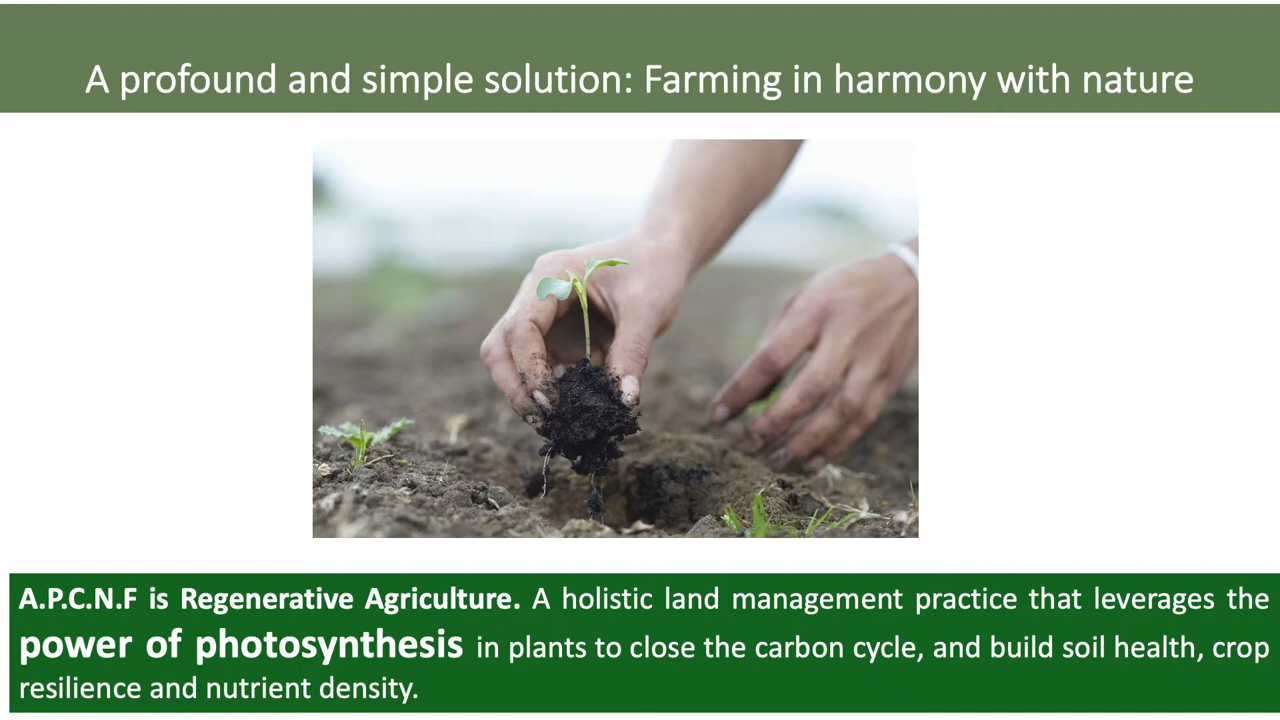 A profound and simple solution: Farming in harmony with nature
A.P.C.N.F is Regenerative Agriculture. A holistic land management practice that leverages the
power of photosynthesis in plants to close the carbon cycle, and build soil health, crop
resilience and nutrient density.